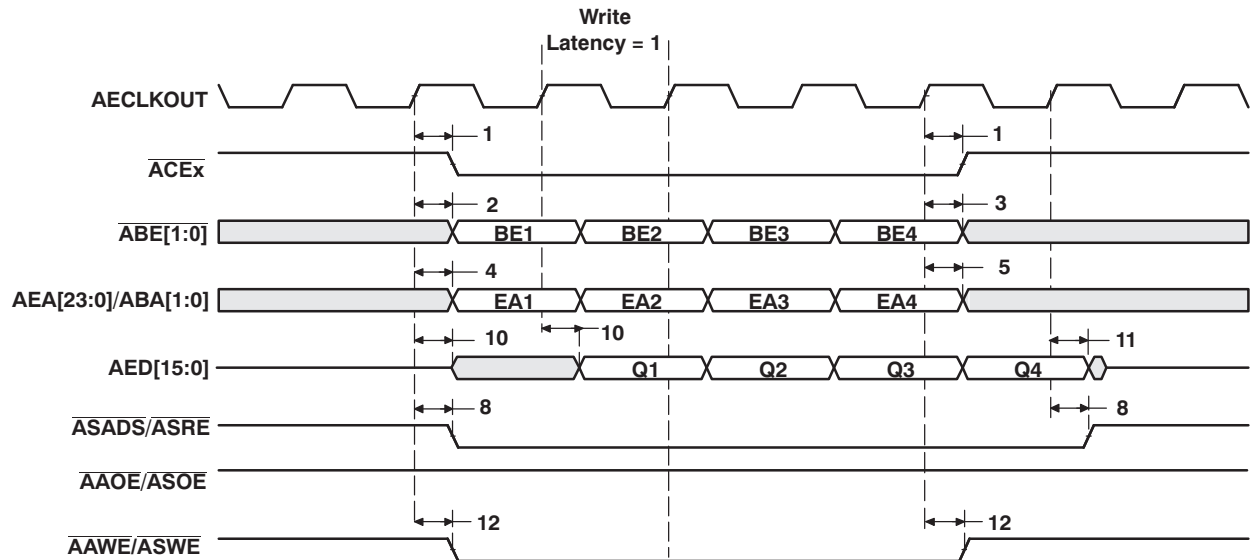 Write
Latency = 1
AECLKOUT
1 1
ACEx
2 3
ABE[1:0] BE1 BE2 BE3 BE4
4 5
AEA[23:0]/ABA[1:0] EA1 EA2 EA3 EA4
10 10 11
AED[15:0] Q1 Q2 Q3 Q4
8 8
ASADS/ASRE
AAOE/ASOE
12 12
AAWE/ASWE